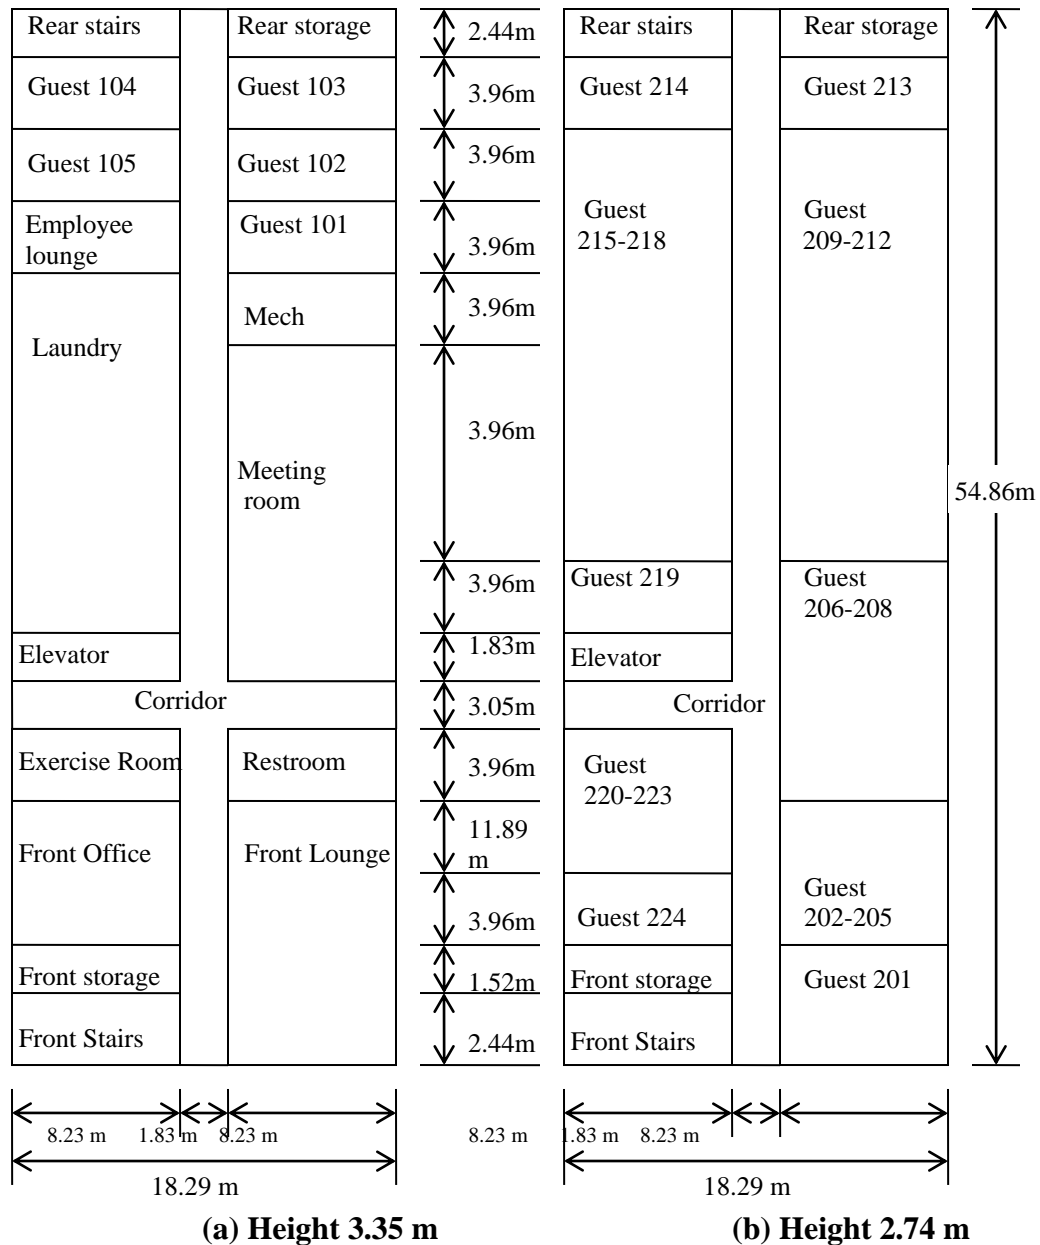 Rear stairs Rear storage 2.44m Rear stairs Rear storage
Guest 104 Guest 103 3.96m Guest 214 Guest 213
Guest 105 Guest 102 3.96m
Employee Guest 101 3.96m Guest Guest
lounge 215-218 209-212
Mech 3.96m
Laundry
3.96m
Meeting
room
54.86m
3.96m Guest 219 Guest
206-208
Elevator 1.83m Elevator
Corridor 3.05m Corridor
Exercise Room Restroom 3.96m Guest
220-223
Front Office Front Lounge 11.89
m
3.96m Guest 224 Guest
202-205
Front storage 1.52m Front storage Guest 201
Front Stairs 2.44m Front Stairs
8.23 m 1.83 m 8.23 m 8.23 m 1.83 m 8.23 m
18.29 m 18.29 m
(a) Height 3.35 m (b) Height 2.74 m